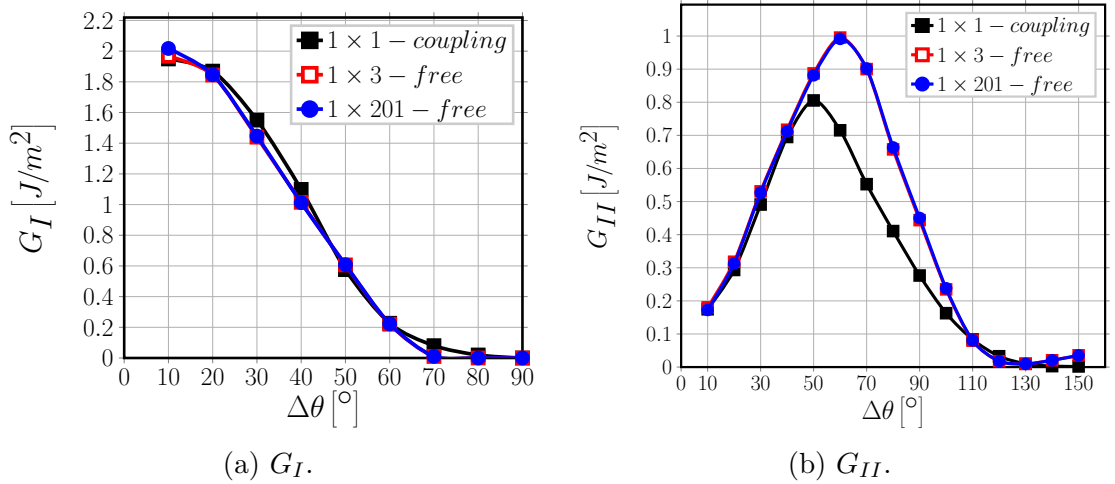 2.2
2
1.8
1.6
1.4
1.2
1
0.8
0.6
0.4
0.2
0
G_I [J/m^2]
1 × 1 − coupling
1 × 3 − free
1 × 201 − free
0 10 20 30 40 50 60 70 80 90
Δθ [°]
(a) G_I.
1
0.9
0.8
0.7
0.6
0.5
0.4
0.3
0.2
0.1
0
G_{II} [J/m^2]
1 × 1 − coupling
1 × 3 − free
1 × 201 − free
0 10 30 50 70 90 110 130 150
Δθ [°]
(b) G_{II}.